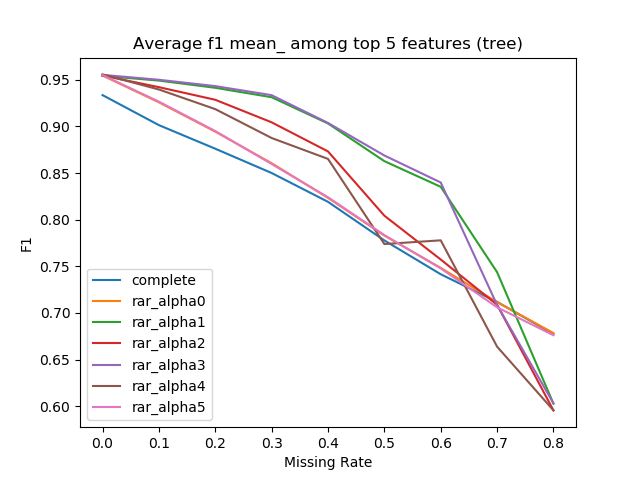 Average f1 mean_ among top 5 features (tree)
0.95
0.90
0.85
0.80
0.75
0.70
0.65
0.60
F1
complete
rar_alpha0
rar_alpha1
rar_alpha2
rar_alpha3
rar_alpha4
rar_alpha5
0.0 0.1 0.2 0.3 0.4 0.5 0.6 0.7 0.8
Missing Rate